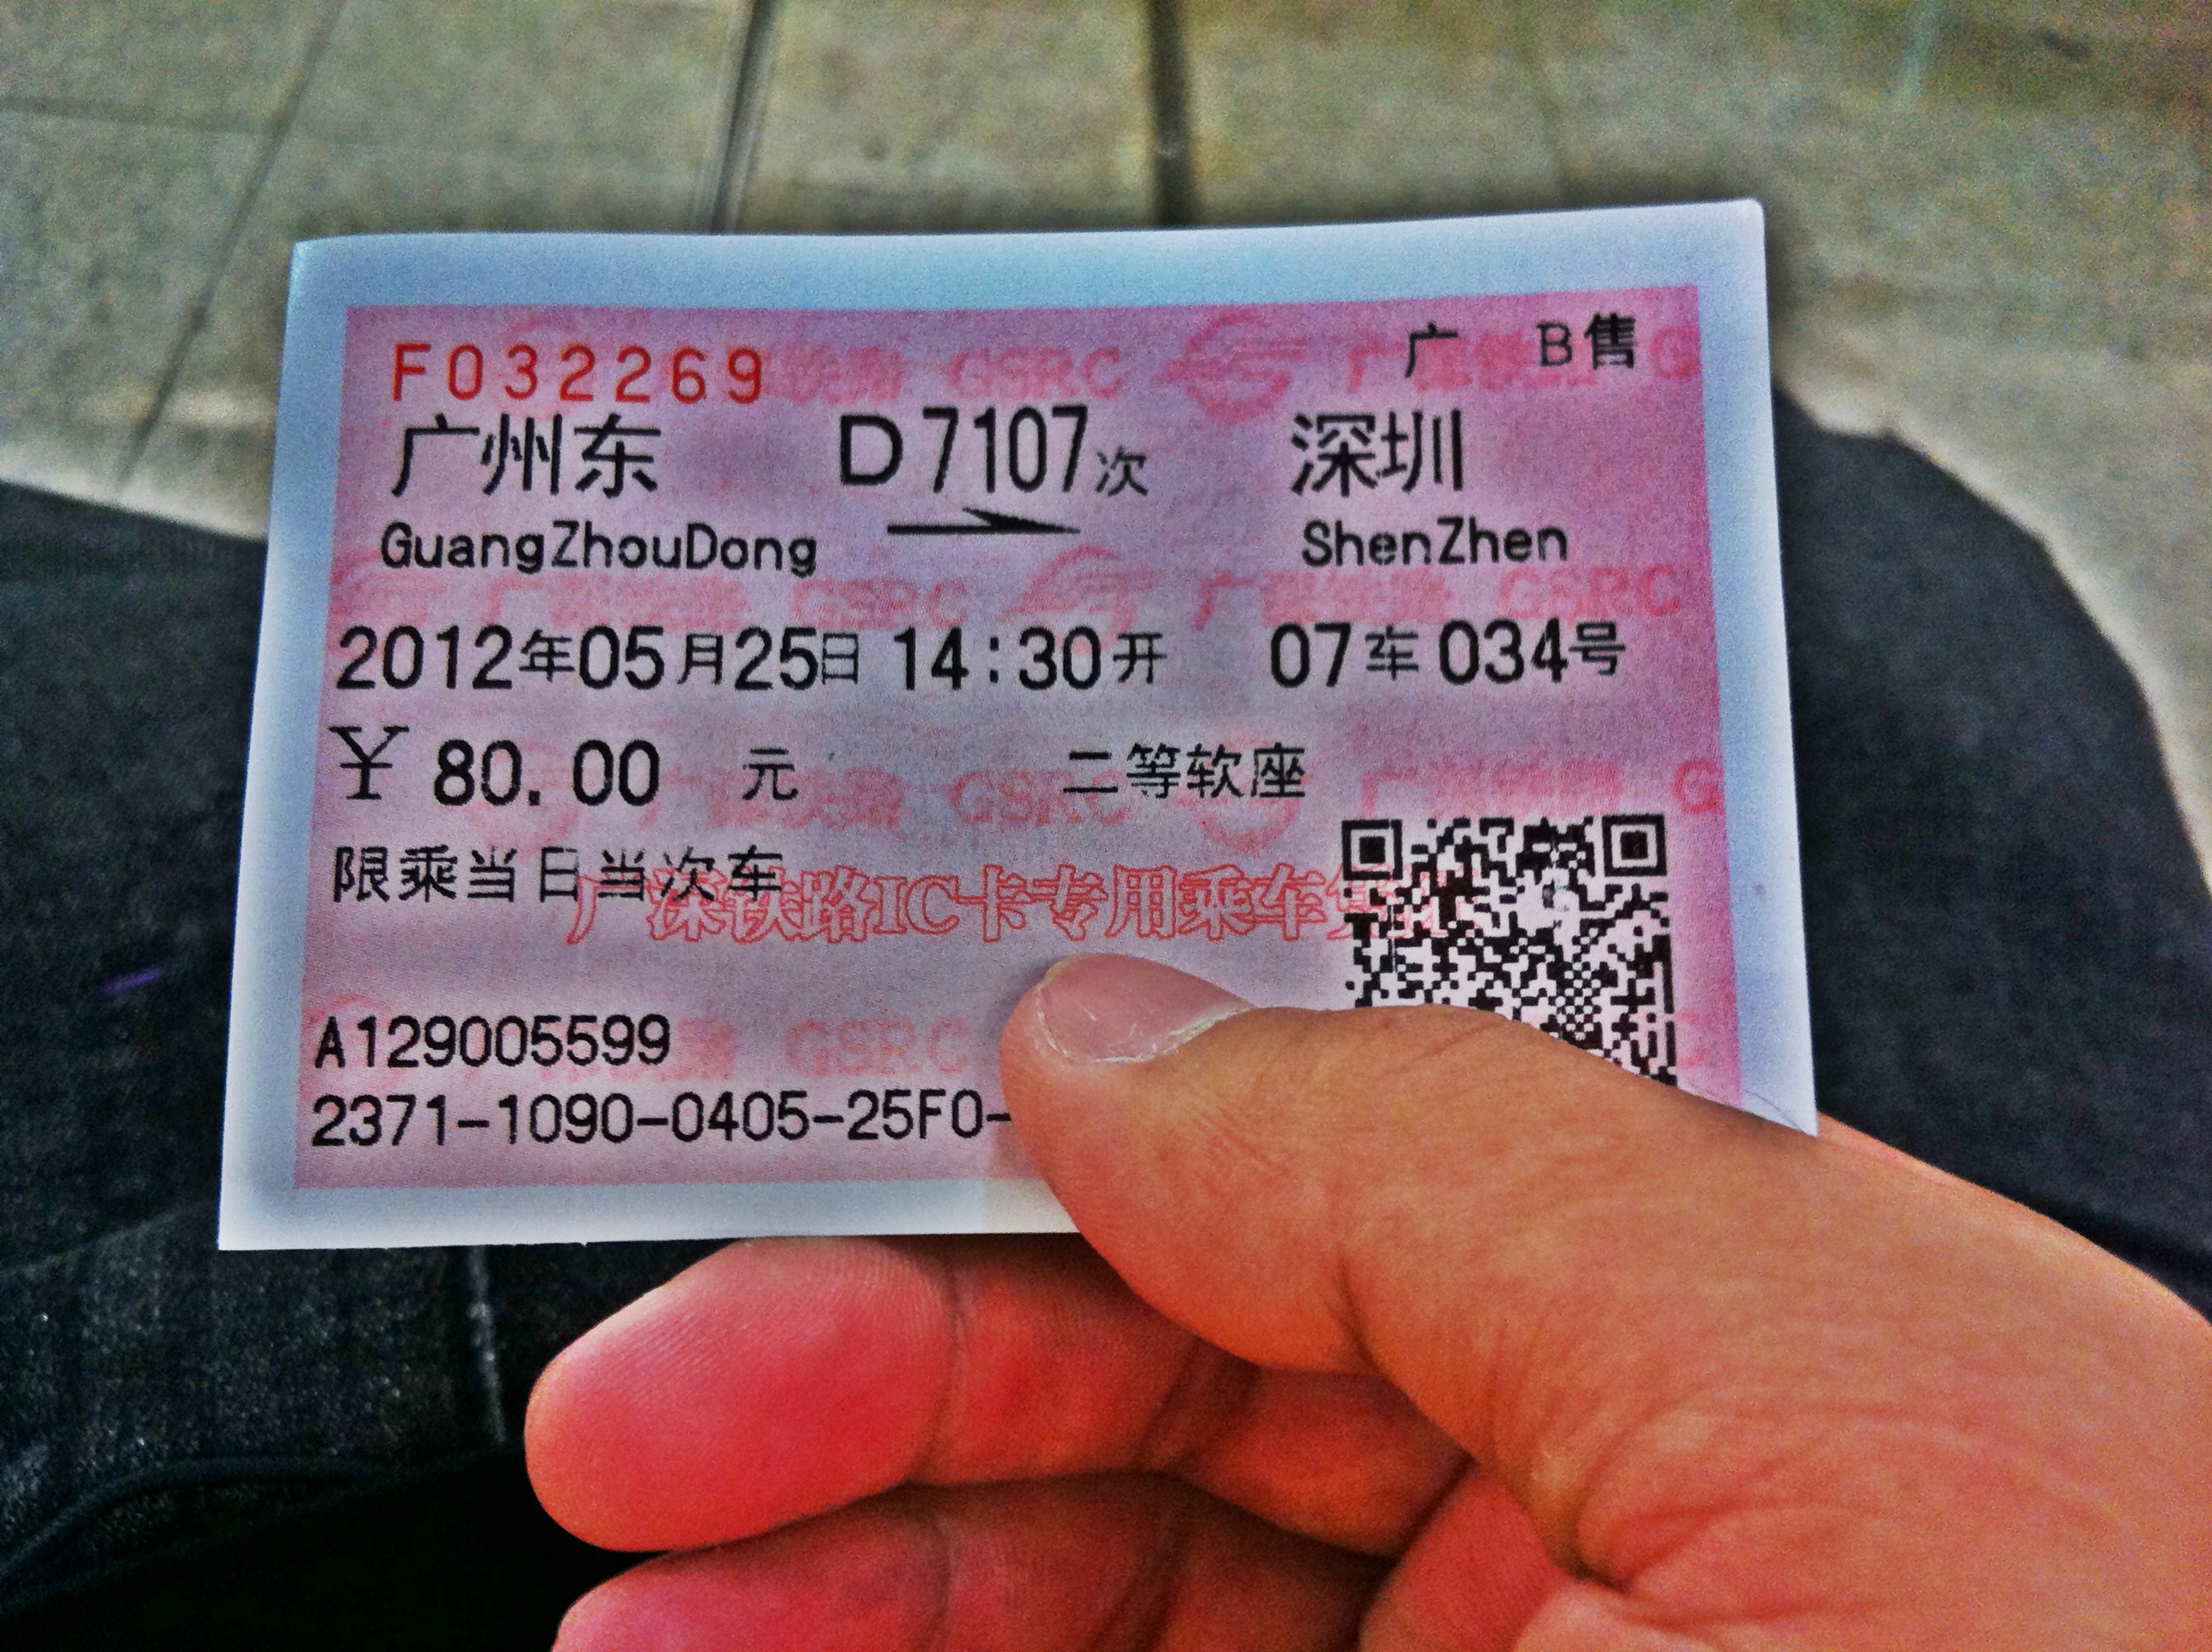 广 B售
F032269
广州东 D7107次 深圳
GuangZhouDong ShenZhen
2012年05月25日 14:30开 07车034号
¥80.00 元 二等软座
限乘当日当次车
广深铁路IC卡专用乘车凭证
A129005599
2371-1090-0405-25F0-